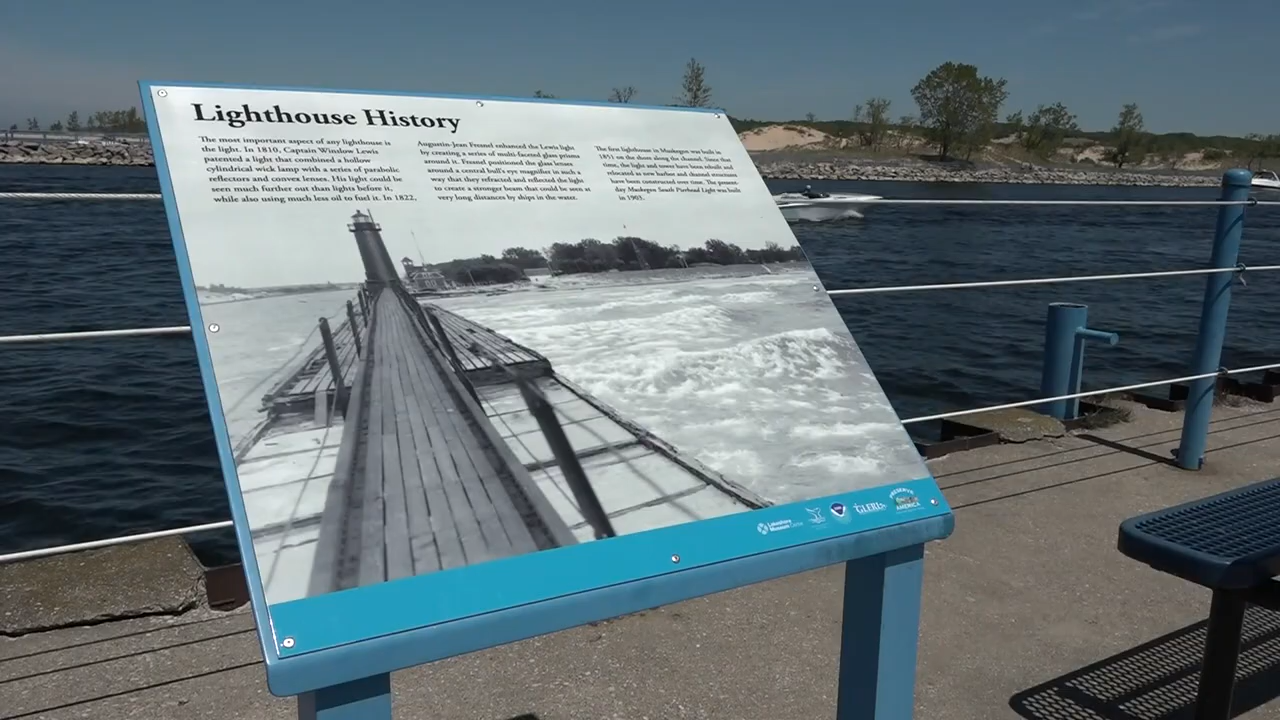 Lighthouse History
The most important aspect of any lighthouse is
the light. In 1810, Captain Winslow Lewis
patented a light that combined a hollow
cylindrical wick lamp with a series of parabolic
reflectors and convex lenses. His light could be
seen much further out than lights before it,
while also using much less oil to fuel it. In 1822,
Augustin-Jean Fresnel enhanced the Lewis light
by creating a series of multi-faceted glass prisms
around it. Fresnel positioned the glass lenses
around a central bull's eye magnifier in such a
way that they refracted and reflected the light
to create a stronger beam that could be seen at
very long distances by ships in the water.
The first lighthouse in Muskegon was built in
1851 on the shore along the channel. Since that
time, the light and towers have been rebuilt and
relocated as new harbor and channel structures
have been constructed over time. The present-
day Muskegon South Pierhead Light was built
in 1903.
Lakeshore
Museum Center
GLERL
PRESERVE
AMERICA